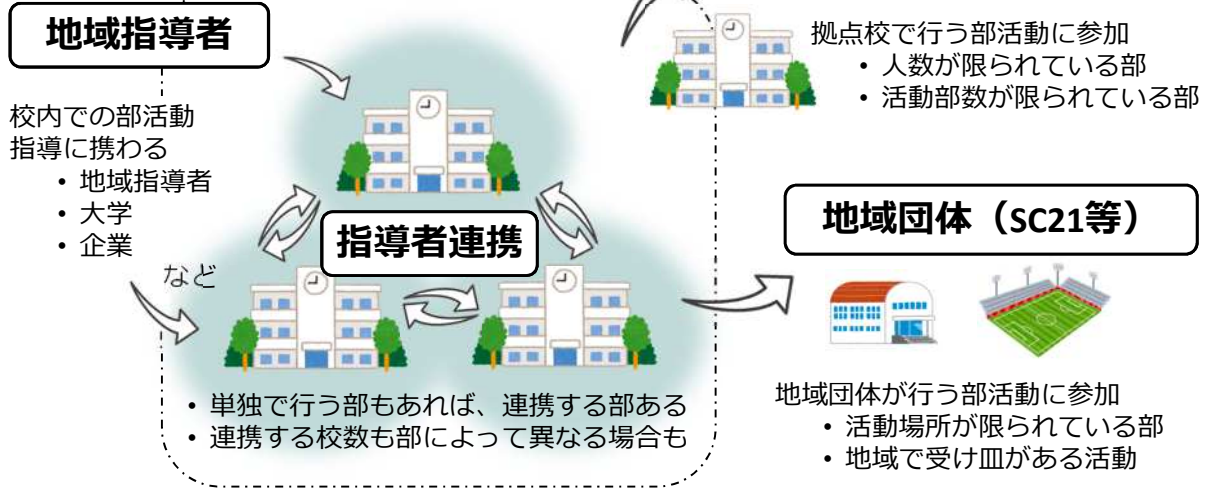 地域指導者
校内での部活動
指導に携わる
• 地域指導者
• 大学
• 企業
など
指導者連携
• 単独で行う部もあれば、連携する部ある
• 連携する校数も部によって異なる場合も
拠点校で行う部活動に参加
• 人数が限られている部
• 活動部数が限られている部
地域団体（SC21等）
地域団体が行う部活動に参加
• 活動場所が限られている部
• 地域で受け皿がある活動